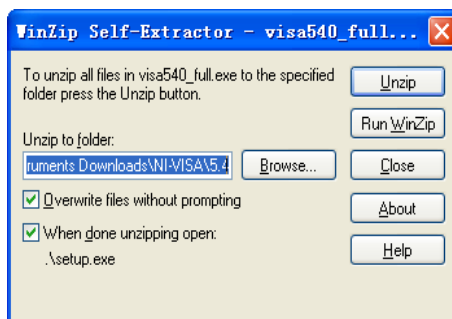 WinZip Self-Extractor - visa540_full...
To unzip all files in visa540_full.exe to the specified
folder press the Unzip button.
Unzip to folder:
ruments Downloads\NI-VISA\5.4
Browse...
Overwrite files without prompting
When done unzipping open:
.\setup.exe
Unzip
Run WinZip
Close
About
Help